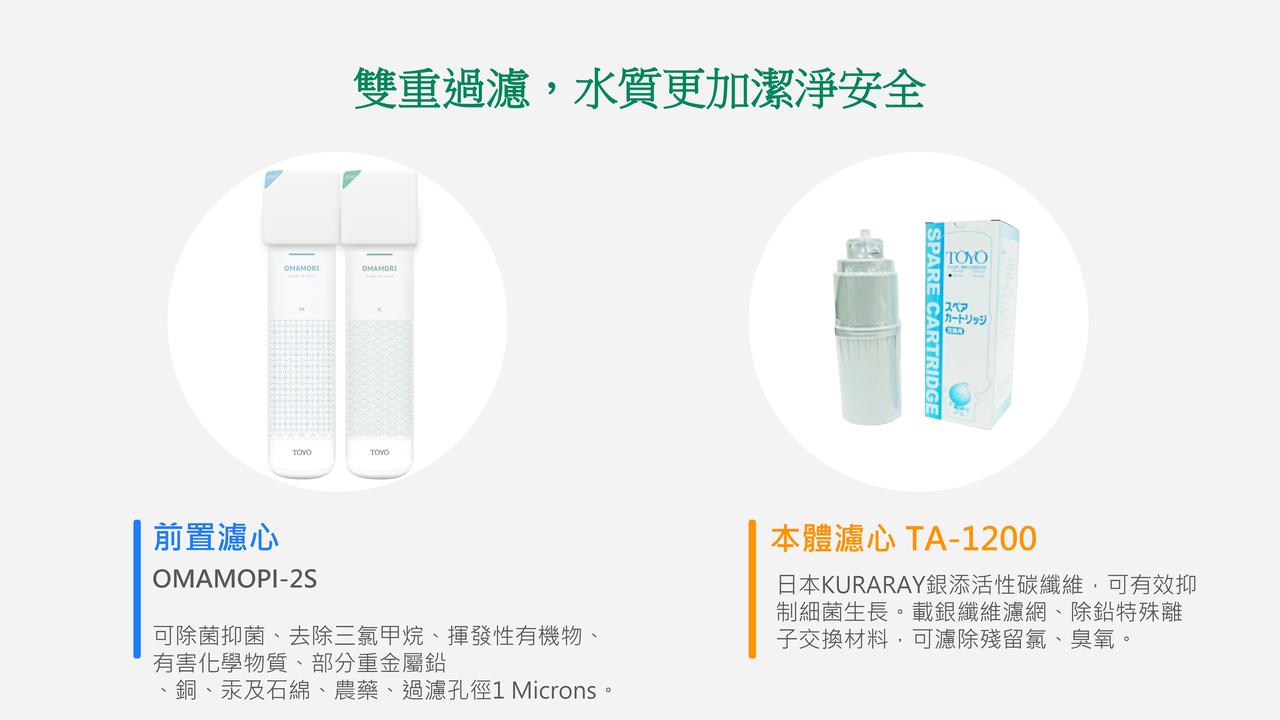 雙重過濾，水質更加潔淨安全
OMAMORI
OMAMORI
PA
JC
TOYO
TOYO
SPARE CARTRIDGE
TOYO
スペア
カートリッジ
前置濾心
OMAMOPI-2S
可除菌抑菌、去除三氯甲烷、揮發性有機物、
有害化學物質、部分重金屬鉛
、銅、汞及石綿、農藥、過濾孔徑1 Microns。
本體濾心 TA-1200
日本KURARAY銀添活性碳纖維，可有效抑
制細菌生長。載銀纖維濾網、除鉛特殊離
子交換材料，可濾除殘留氯、臭氧。